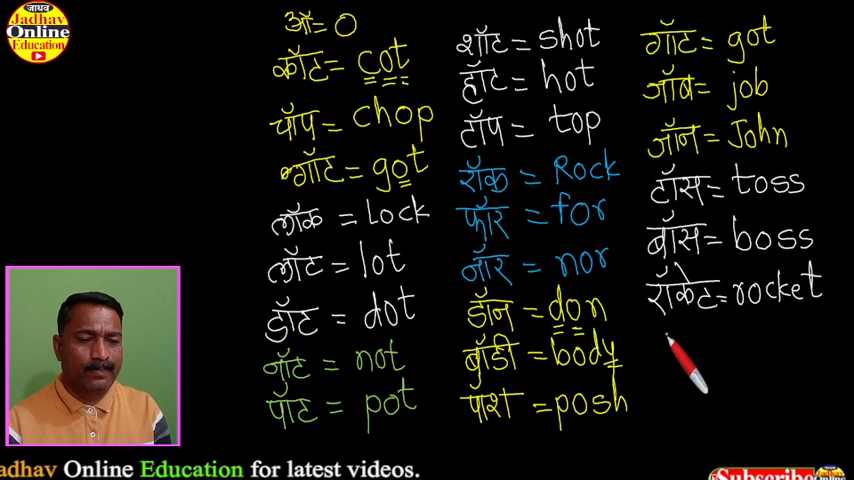 जाधव
Jadhav
Online
Education
ऑ = O
कॉट = cot
चॉप = chop
गॉट = got
लॉक = Lock
लॉट = lot
डॉट = dot
नॉट = not
पॉट = pot
शॉट = shot
हॉट = hot
टॉप = top
रॉक = Rock
फॉर = for
नॉर = nor
डॉन = don
बॉडी = body
पॉश = posh
गॉट = got
जॉब = job
जॉन = John
टॉस = toss
बॉस = boss
रॉकेट = rocket
adhav Online Education for latest videos.
Subscribe